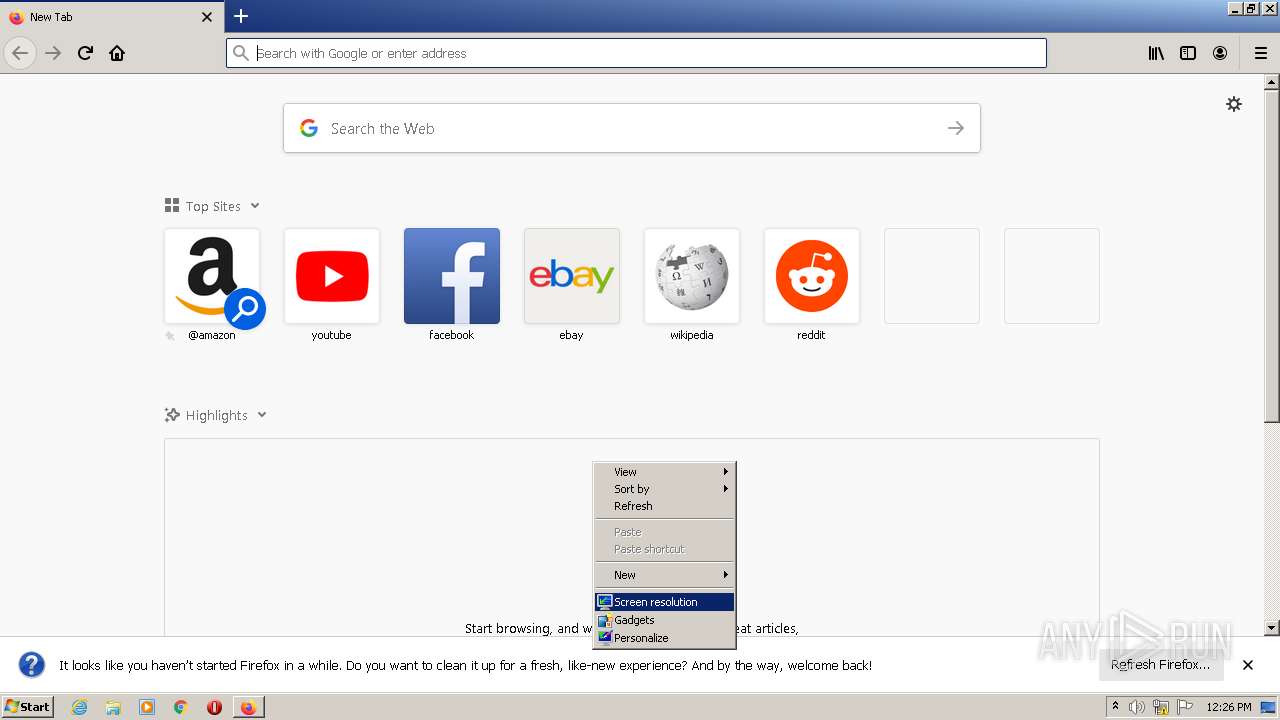 New Tab
Search with Google or enter address
Search the Web
Top Sites
a
f
ebay
@amazon
youtube
facebook
ebay
wikipedia
reddit
Highlights
View
Sort by
Refresh
Paste
Paste shortcut
New
Screen resolution
Gadgets
Personalize
Start browsing, and w
eat articles,
ANY RUN
It looks like you haven't started Firefox in a while. Do you want to clean it up for a fresh, like-new experience? And by the way, welcome back!
Refresh Firefox...
Start
12:26 PM